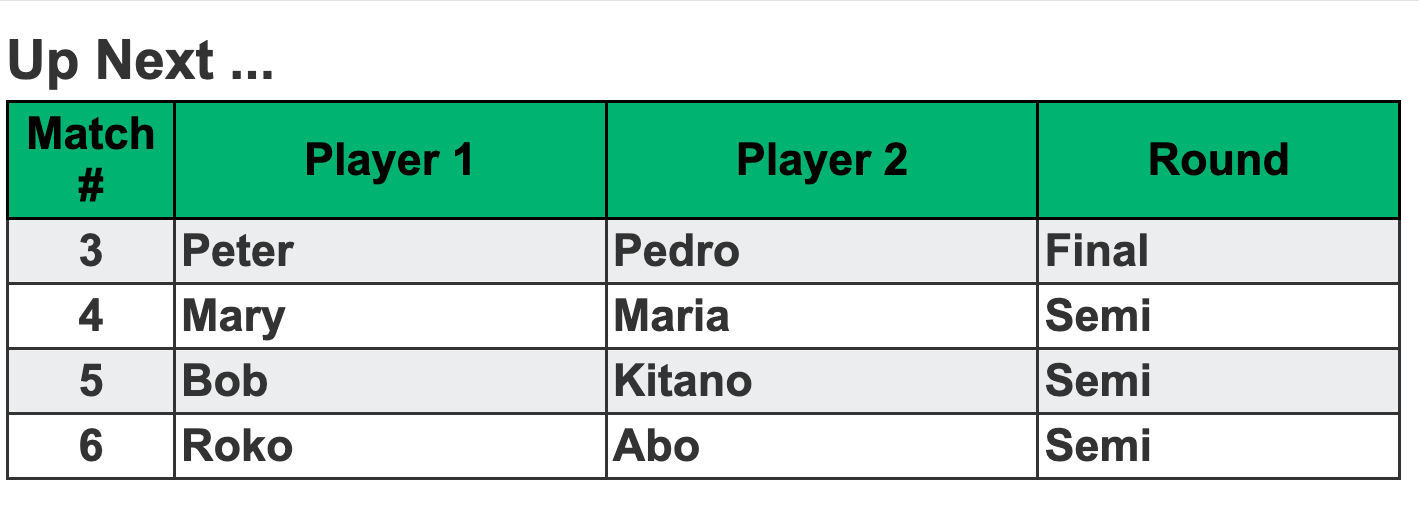 Up Next ...
Match # Player 1 Player 2 Round
3 Peter Pedro Final
4 Mary Maria Semi
5 Bob Kitano Semi
6 Roko Abo Semi